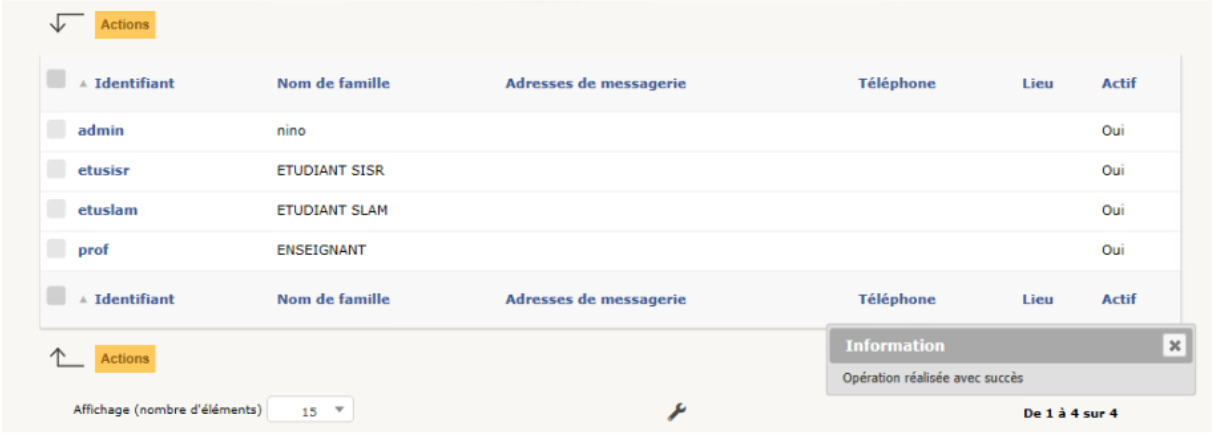 Actions
Identifiant Nom de famille Adresses de messagerie Téléphone Lieu Actif
admin nino Oui
etusisr ETUDIANT SISR Oui
etuslam ETUDIANT SLAM Oui
prof ENSEIGNANT Oui
Identifiant Nom de famille Adresses de messagerie Téléphone Lieu Actif
Information
Actions
Opération réalisée avec succès
Affichage (nombre d'éléments) 15 De 1 à 4 sur 4